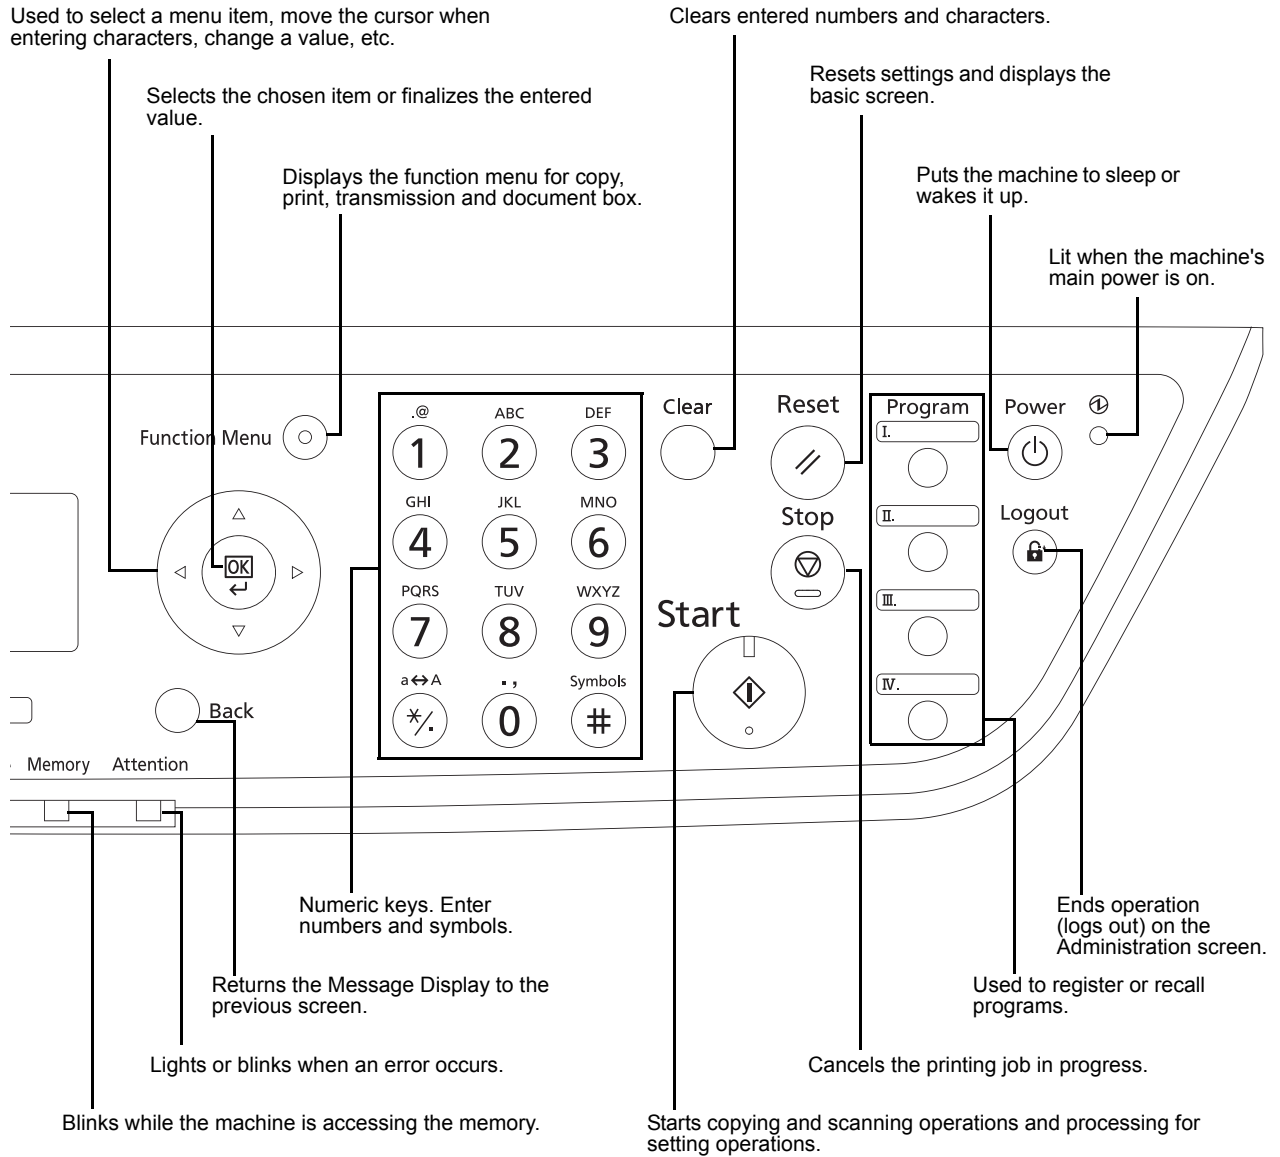 Used to select a menu item, move the cursor when
entering characters, change a value, etc.
Clears entered numbers and characters.
Selects the chosen item or finalizes the entered
value.
Resets settings and displays the
basic screen.
Displays the function menu for copy,
print, transmission and document box.
Puts the machine to sleep or
wakes it up.
Lit when the machine's
main power is on.
Function Menu
.@
1
ABC
2
DEF
3
GHI
4
JKL
5
MNO
6
PQRS
7
TUV
8
WXYZ
9
a↔A
*/.
. ,
0
Symbols
#
OK
Back
Clear
Reset
Stop
Start
Program
I.
II.
III.
IV.
Power
Logout
Memory
Attention
Numeric keys. Enter
numbers and symbols.
Ends operation
(logs out) on the
Administration screen.
Returns the Message Display to the
previous screen.
Used to register or recall
programs.
Lights or blinks when an error occurs.
Cancels the printing job in progress.
Blinks while the machine is accessing the memory.
Starts copying and scanning operations and processing for
setting operations.